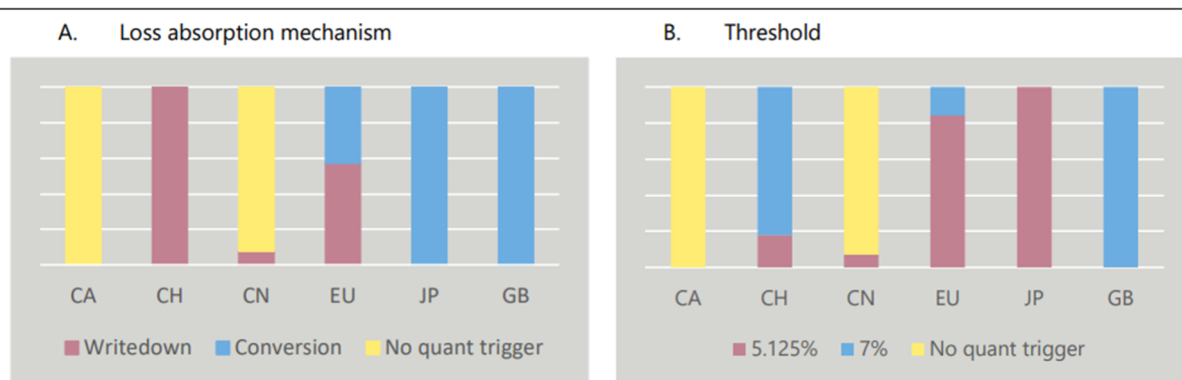 A. Loss absorption mechanism
CA CH CN EU JP GB
Writedown Conversion No quant trigger
B. Threshold
CA CH CN EU JP GB
5.125% 7% No quant trigger